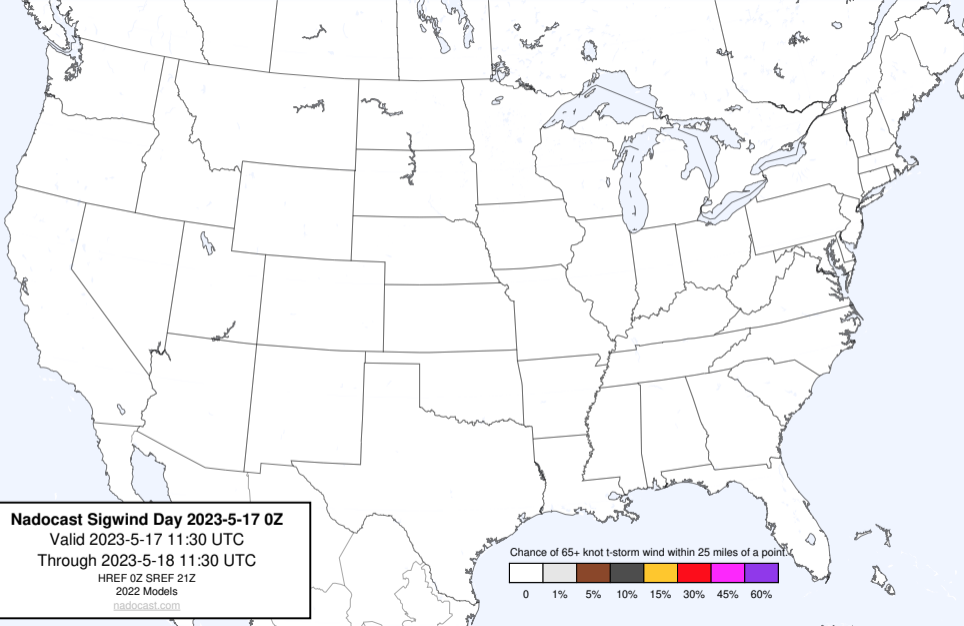 Nadocast Sigwind Day 2023-5-17 0Z
Valid 2023-5-17 11:30 UTC
Through 2023-5-18 11:30 UTC
HREF 0Z SREF 21Z
2022 Models
nadocast.com
Chance of 65+ knot t-storm wind within 25 miles of a point.
0 1% 5% 10% 15% 30% 45% 60%